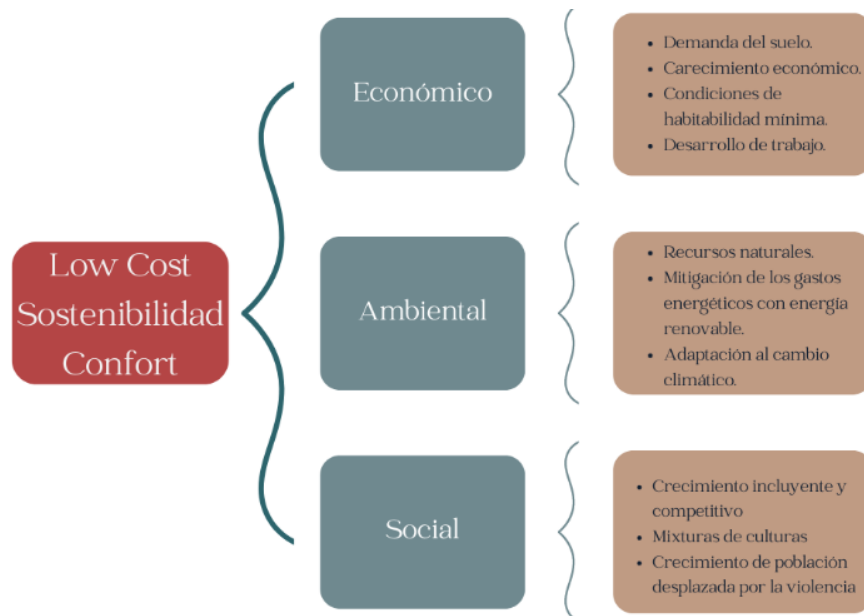 Low Cost
Sostenibilidad
Confort
Económico
• Demanda del suelo.
• Carecimiento económico.
• Condiciones de
habitabilidad mínima.
• Desarrollo de trabajo.
Ambiental
• Recursos naturales.
• Mitigación de los gastos
energéticos con energía
renovable.
• Adaptación al cambio
climático.
Social
• Crecimiento incluyente y
competitivo
• Mixturas de culturas
• Crecimiento de población
desplazada por la violencia